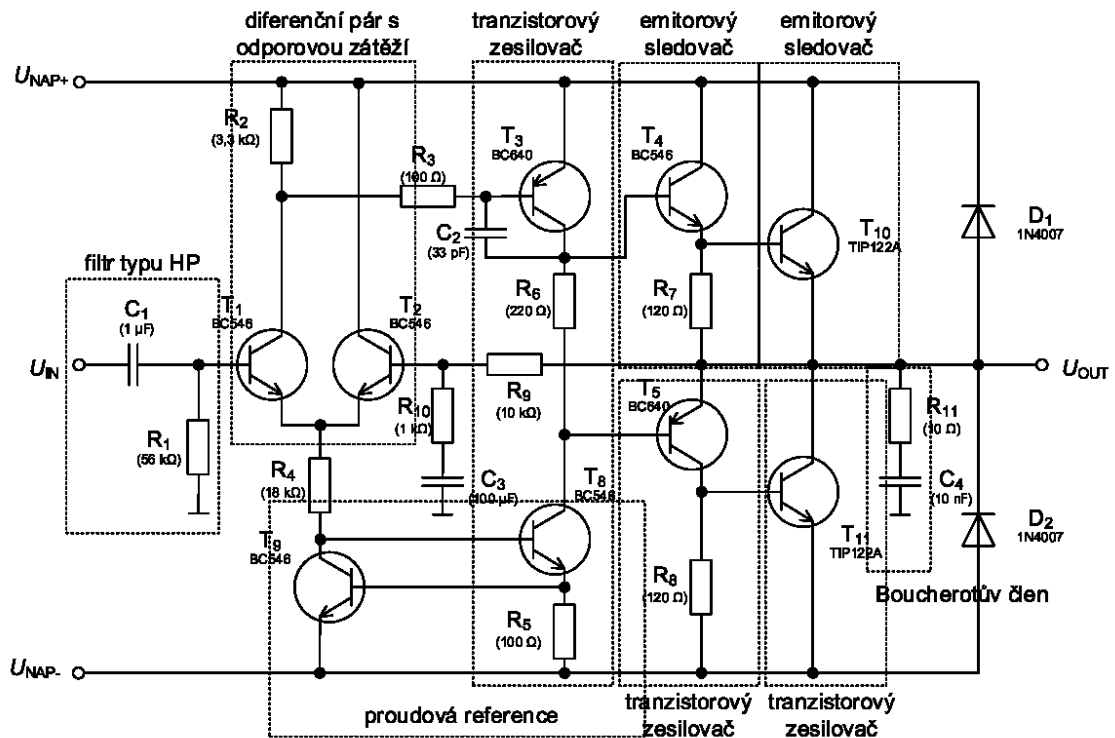 diferenční pár s
odporovou zátěží
tranzistorový
zesilovač
emitorový
sledovač
emitorový
sledovač
UNAP+
R2
(3,3 kΩ)
R3
(100 Ω)
T3
BC640
T4
BC546
C2
(33 pF)
T10
TIP122A
D1
1N4007
filtr typu HP
C1
(1 µF)
T1
BC546
T2
BC546
R6
(220 Ω)
R7
(120 Ω)
UIN
UOUT
R1
(56 kΩ)
R10
(1 kΩ)
R9
(10 kΩ)
T5
BC640
R11
(10 Ω)
R4
(18 kΩ)
C3
(100 µF)
T8
BC546
C4
(10 nF)
T9
BC546
T11
TIP122A
D2
1N4007
R5
(100 Ω)
R8
(120 Ω)
Boucherotův člen
UNAP-
proudová reference
tranzistorový
zesilovač
tranzistorový
zesilovač